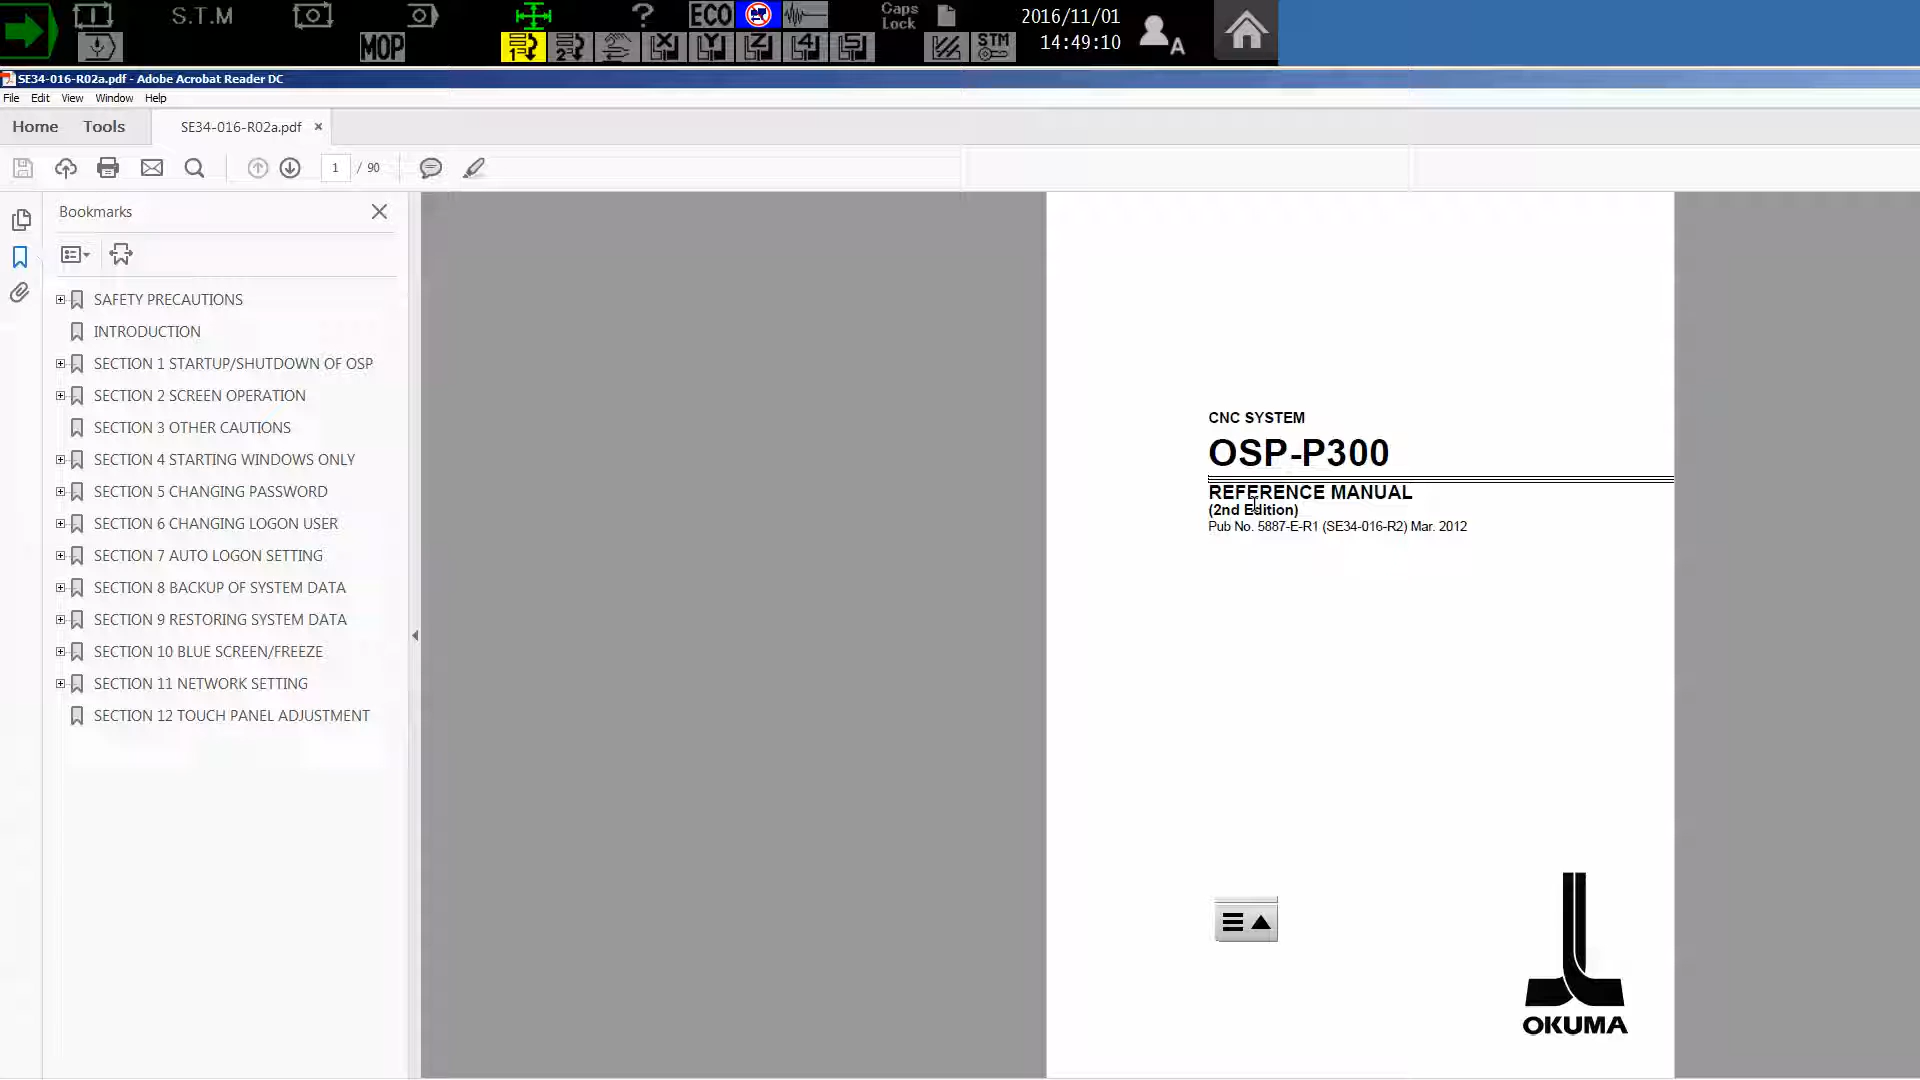 S.T.M
?
ECO
Caps
Lock
2016/11/01
14:49:10
A
MOP
1
2
X
Y
Z
4
5
STM
SE34-016-R02a.pdf - Adobe Acrobat Reader DC
File Edit View Window Help
Home Tools SE34-016-R02a.pdf ×
1 / 90
Bookmarks
SAFETY PRECAUTIONS
INTRODUCTION
SECTION 1 STARTUP/SHUTDOWN OF OSP
SECTION 2 SCREEN OPERATION
SECTION 3 OTHER CAUTIONS
SECTION 4 STARTING WINDOWS ONLY
SECTION 5 CHANGING PASSWORD
SECTION 6 CHANGING LOGON USER
SECTION 7 AUTO LOGON SETTING
SECTION 8 BACKUP OF SYSTEM DATA
SECTION 9 RESTORING SYSTEM DATA
SECTION 10 BLUE SCREEN/FREEZE
SECTION 11 NETWORK SETTING
SECTION 12 TOUCH PANEL ADJUSTMENT
CNC SYSTEM
OSP-P300
REFERENCE MANUAL
(2nd Edition)
Pub No. 5887-E-R1 (SE34-016-R2) Mar. 2012
OKUMA